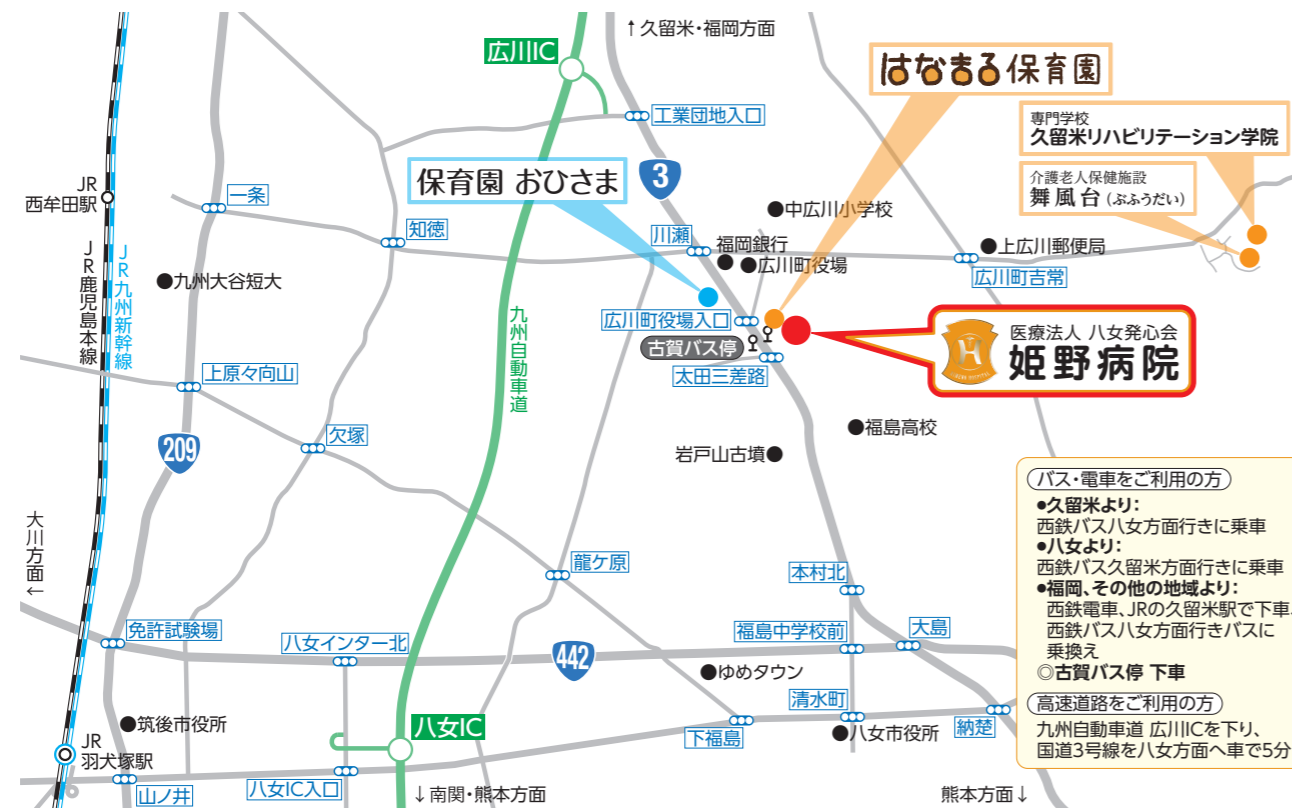 ↑久留米・福岡方面
広川IC
はなまる保育園
工業団地入口
専門学校
久留米リハビリテーション学院
保育園 おひさま
3
介護老人保健施設
舞風台(ぶふうだい)
JR
西牟田駅
一条
知徳
中広川小学校
川瀬
福岡銀行
広川町役場
上広川郵便局
広川町吉常
九州大谷短大
JR鹿児島本線
JR九州新幹線
九州自動車道
広川町役場入口
古賀バス停
太田三差路
医療法人 八女発心会
姫野病院
H
上原々向山
欠塚
209
福島高校
岩戸山古墳
大川方面←
龍ケ原
本村北
免許試験場
八女インター北
442
福島中学校前
大島
ゆめタウン
筑後市役所
JR
羽犬塚駅
八女IC
下福島
清水町
八女市役所
納楚
山ノ井
八女IC入口
↓南関・熊本方面
熊本方面↓
バス・電車をご利用の方
●久留米より:
西鉄バス八女方面行きに乗車
●八女より:
西鉄バス久留米方面行きに乗車
●福岡、その他の地域より:
西鉄電車、JRの久留米駅で下車、
西鉄バス八女方面行きバスに
乗換え
◎古賀バス停 下車
高速道路をご利用の方
九州自動車道 広川ICを下り、
国道3号線を八女方面へ車で5分